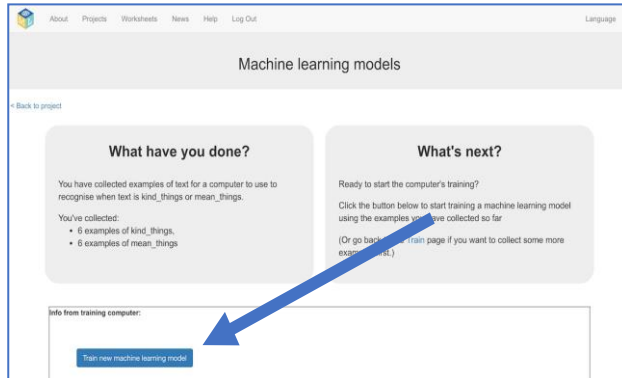 About Projects Worksheets News Help Log Out Language
Machine learning models
< Back to project
What have you done?
You have collected examples of text for a computer to use to
recognise when text is kind_things or mean_things.
You've collected:
• 6 examples of kind_things,
• 6 examples of mean_things
What's next?
Ready to start the computer's training?
Click the button below to start training a machine learning model
using the examples you have collected so far
(Or go back Train page if you want to collect some more
first.)
Info from training computer:
Train new machine learning model